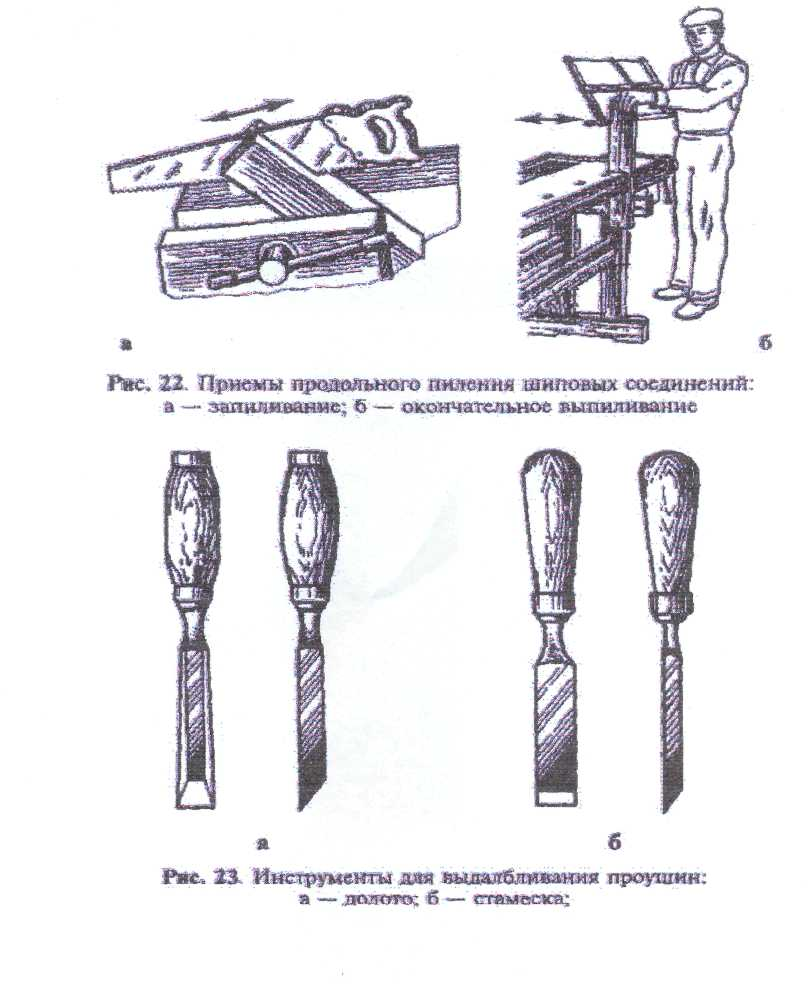 а
б
Рис. 22. Приемы продольного пиления шиповых соединений:
а — запиливание; б — окончательное выпиливание
а
б
Рис. 23. Инструменты для выдалбливания проушин:
а — долото; б — стамеска;